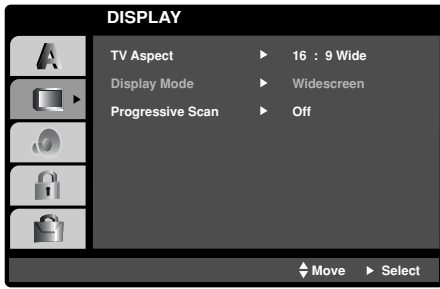 DISPLAY
A
TV Aspect ► 16 : 9 Wide
Display Mode ► Widescreen
Progressive Scan ► Off
Move ► Select